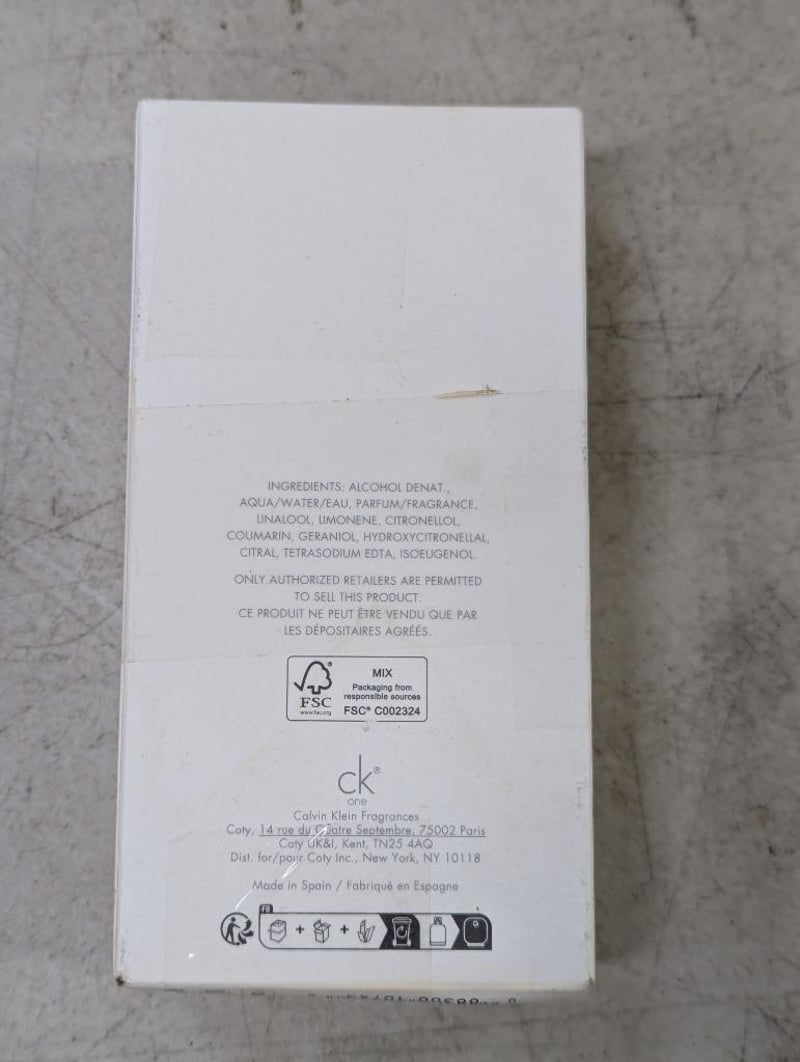 INGREDIENTS: ALCOHOL DENAT.,
AQUA/WATER/EAU, PARFUM/FRAGRANCE,
LINALOOL, LIMONENE, CITRONELLOL,
COUMARIN, GERANIOL, HYDROXYCITRONELLAL,
CITRAL, TETRASODIUM EDTA, ISOEUGENOL.
ONLY AUTHORIZED RETAILERS ARE PERMITTED
TO SELL THIS PRODUCT.
CE PRODUIT NE PEUT ÊTRE VENDU QUE PAR
LES DÉPOSITAIRES AGRÉÉS.
FSC®
www.fsc.org
MIX
Packaging from
responsible sources
FSC® C002324
ck®
one
Calvin Klein Fragrances
Coty, 14 rue du Quatre Septembre, 75002 Paris
Coty UK&I, Kent, TN25 4AQ
Dist. for/pour Coty Inc., New York, NY 10118
Made in Spain / Fabriqué en Espagne
FR
+ +